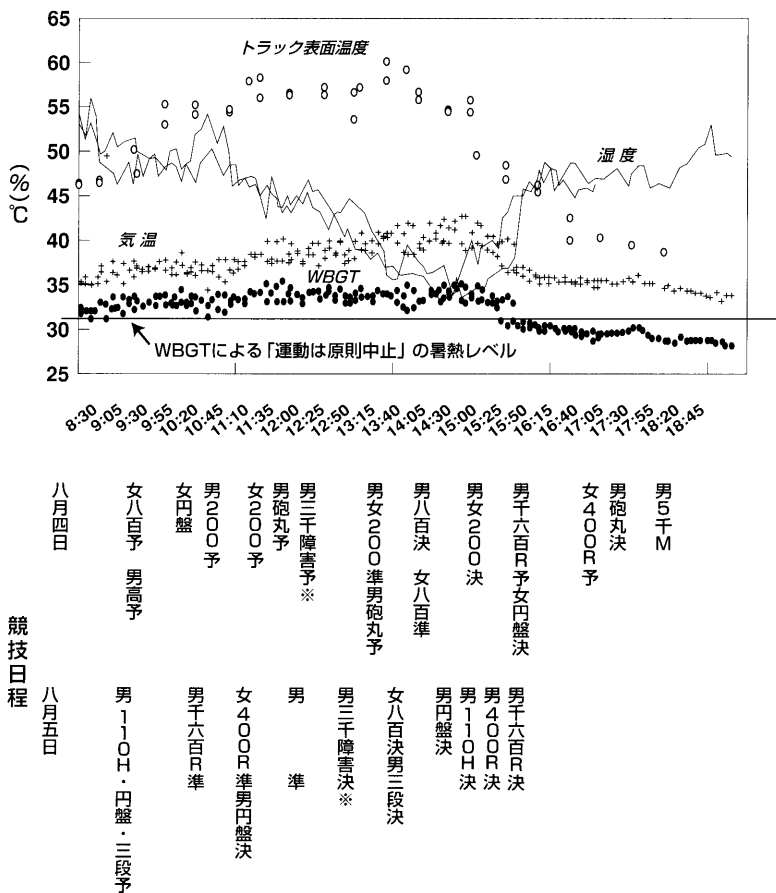 65
60
55
50
45
40
35
30
25
(%)
℃
トラック表面温度
湿度
気温
WBGT
WBGTによる「運動は原則中止」の暑熱レベル
8:30
9:05
9:30
9:55
10:20
10:45
11:10
11:35
12:00
12:25
12:50
13:15
13:40
14:05
14:30
15:00
15:25
15:50
16:15
16:40
17:05
17:30
17:55
18:45
競技日程
八月四日
女八百予 男高予
女円盤
男200予
女200予
男砲丸予
男三千障害予※
男女200準男砲丸予
男八百決 女八百準
男女200決
男千六百R予女円盤決
女400R予
男砲丸決
男5千M
八月五日
男110H・円盤・三段予
男千六百R準
女400R準男円盤決
男 準
男三千障害決※
女八百決男三段決
男円盤決
男110H決
男400R決
男千六百R決